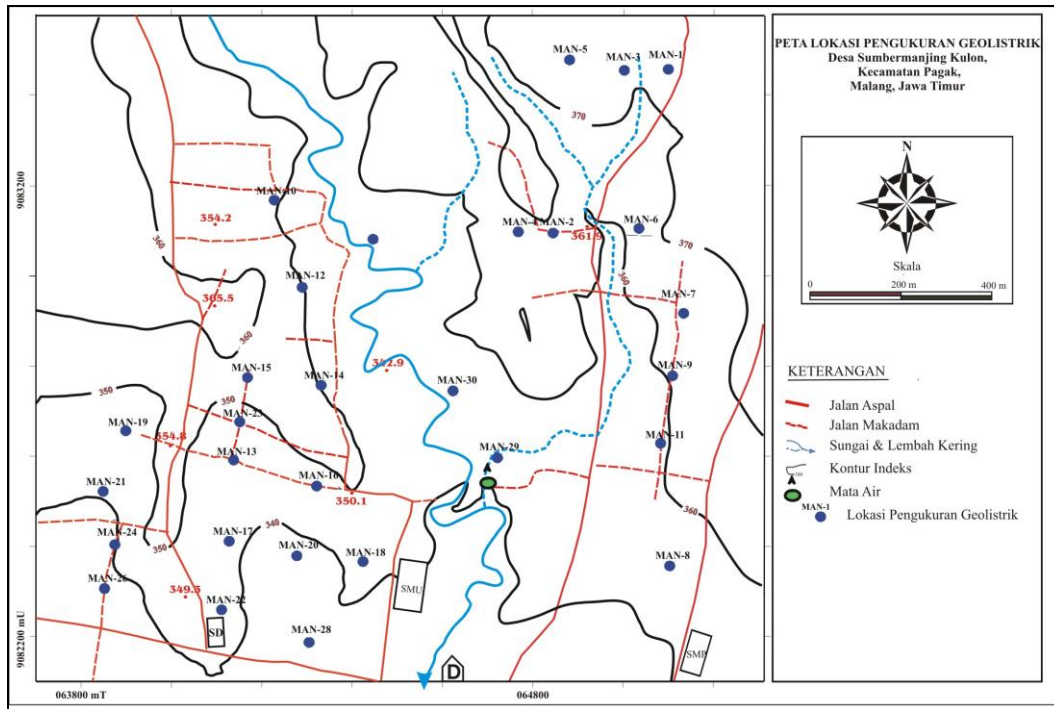 PETA LOKASI PENGUKURAN GEOLISTRIK
Desa Sumbermanjing Kulon,
Kecamatan Pagak,
Malang, Jawa Timur
N
Skala
0 200 m 400 m
KETERANGAN
Jalan Aspal
Jalan Makadam
Sungai & Lembah Kering
Kontur Indeks
Mata Air
MAN-1 Lokasi Pengukuran Geolistrik
MAN-5
MAN-3
MAN-1
370
9083200
MAN-10
354.2
MAN-4
MAN-2
361.9
MAN-6
360
370
MAN-12
360
MAN-7
365.5
360
342.9
MAN-15
MAN-14
MAN-30
MAN-9
350
350
MAN-19
MAN-23
354.8
MAN-13
MAN-29
MAN-11
MAN-21
MAN-16
350.1
360
MAN-24
350
MAN-17
340
MAN-20
MAN-18
MAN-8
MAN-26
349.3
MAN-22
SMU
SD
MAN-28
SMP
D
9082200 mU
063800 mT
064800